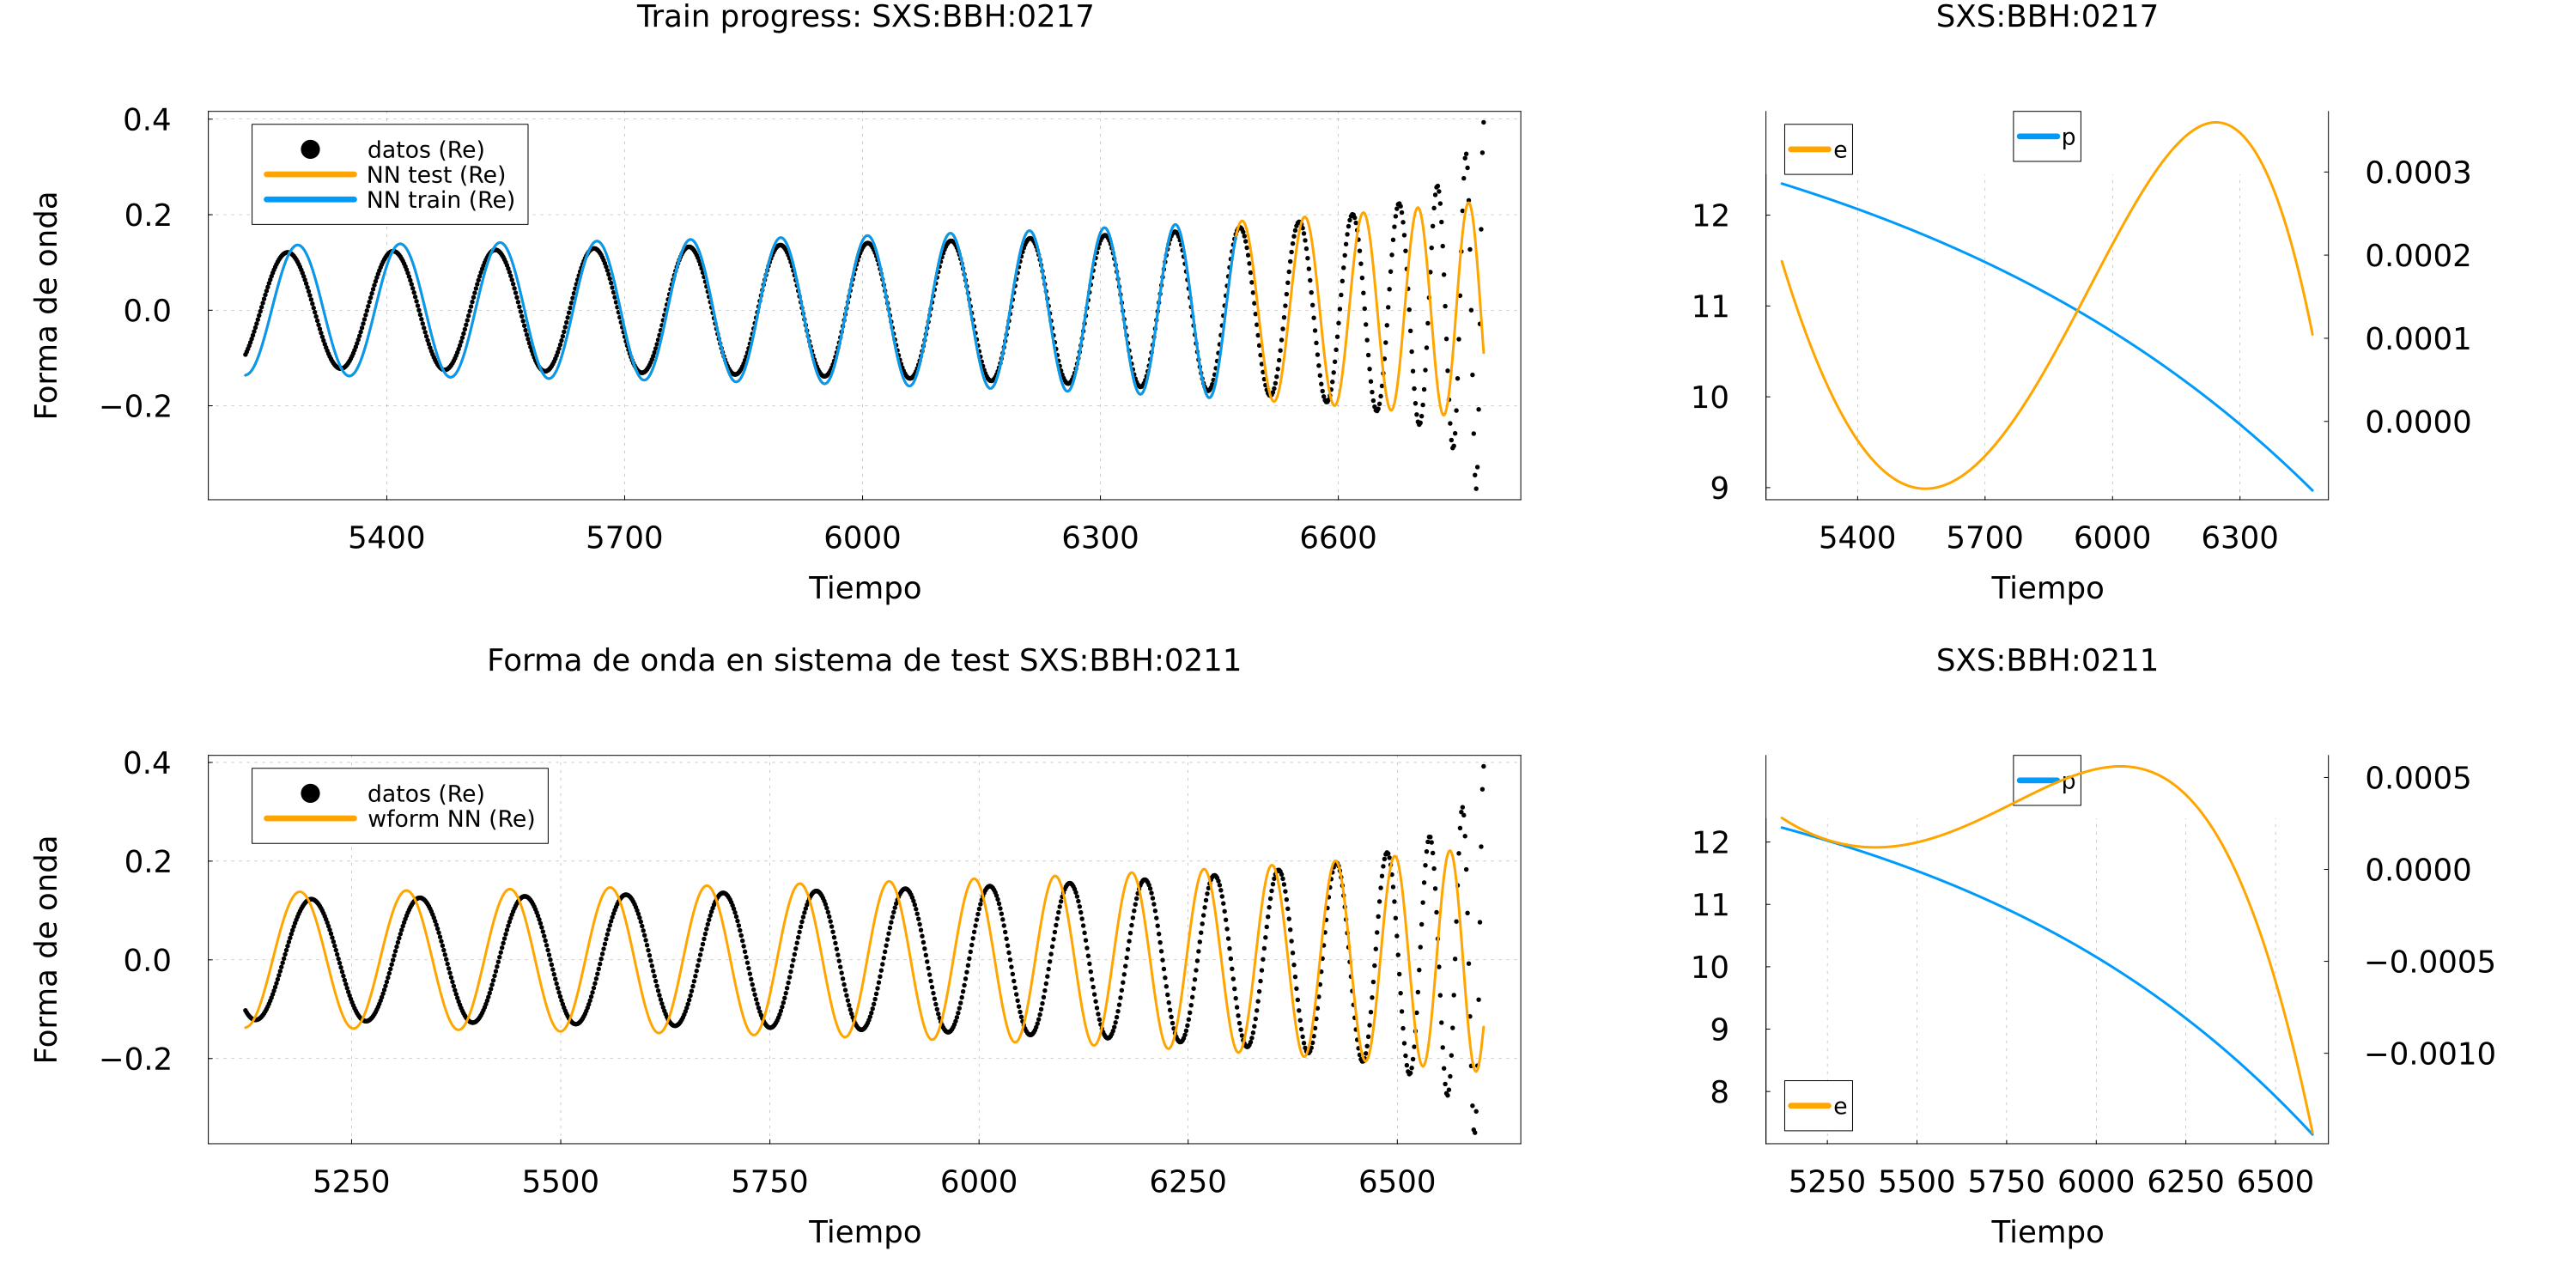 Train progress: SXS:BBH:0217
Forma de onda
0.4
0.2
0.0
−0.2
datos (Re)
NN test (Re)
NN train (Re)
5400 5700 6000 6300 6600
Tiempo
SXS:BBH:0217
e
p
12
11
10
9
0.0003
0.0002
0.0001
0.0000
5400 5700 6000 6300
Tiempo
Forma de onda en sistema de test SXS:BBH:0211
Forma de onda
0.4
0.2
0.0
−0.2
datos (Re)
wform NN (Re)
5250 5500 5750 6000 6250 6500
Tiempo
SXS:BBH:0211
p
e
12
11
10
9
8
0.0005
0.0000
−0.0005
−0.0010
5250 5500 5750 6000 6250 6500
Tiempo